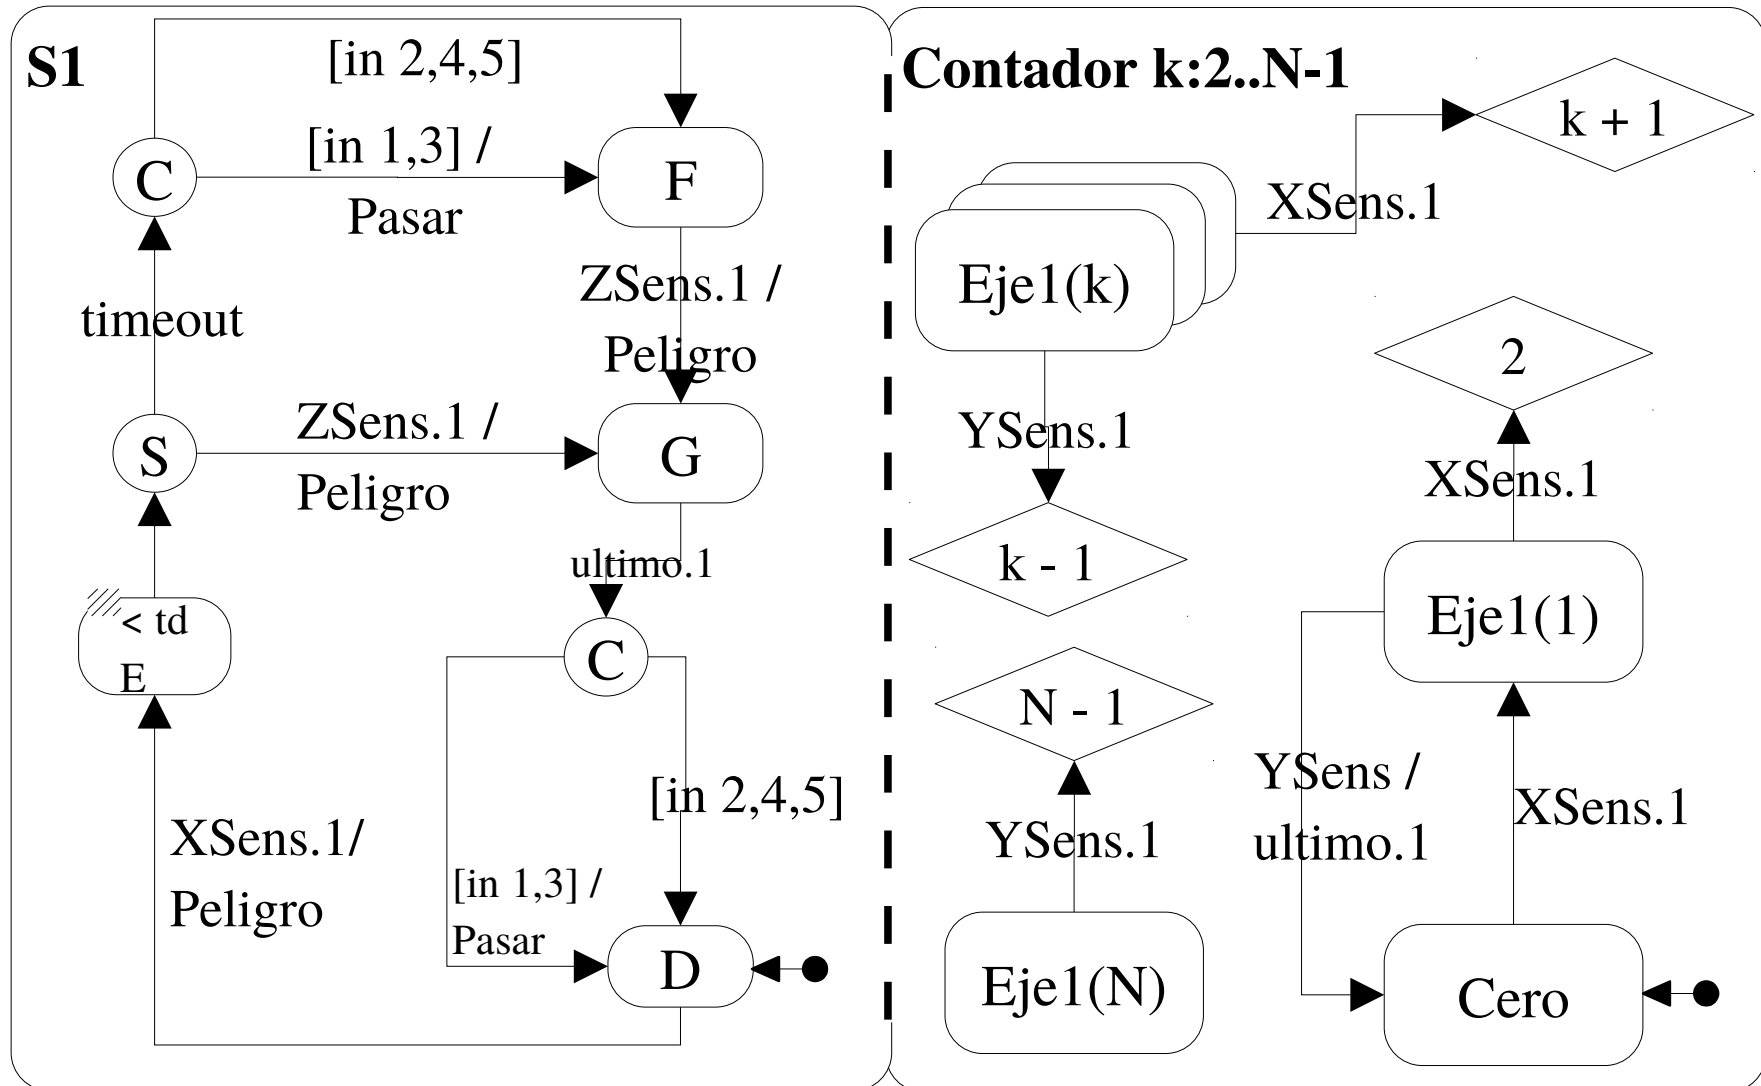 S1
[in 2,4,5]
C
[in 1,3] /
Pasar
F
timeout
ZSens.1 /
Peligro
S
ZSens.1 /
Peligro
G
ultimo.1
< td
E
C
[in 2,4,5]
XSens.1/
Peligro
[in 1,3] /
Pasar
D
Contador k:2..N-1
k + 1
XSens.1
Eje1(k)
2
YSens.1
XSens.1
k - 1
Eje1(1)
N - 1
YSens /
ultimo.1
XSens.1
YSens.1
Eje1(N)
Cero